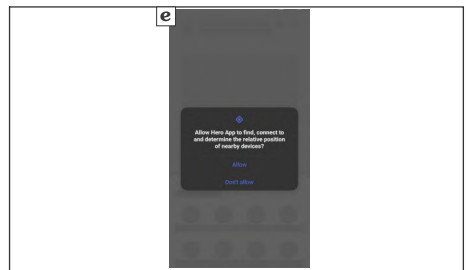 e
Allow Hero App to find, connect to
and determine the relative position
of nearby devices?
Allow
Don't allow